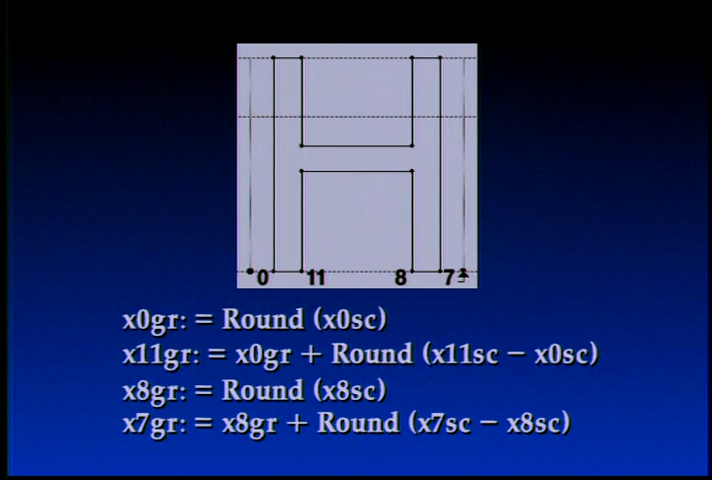 0 11 8 7
x0gr: = Round (x0sc)
x11gr: = x0gr + Round (x11sc – x0sc)
x8gr: = Round (x8sc)
x7gr: = x8gr + Round (x7sc – x8sc)